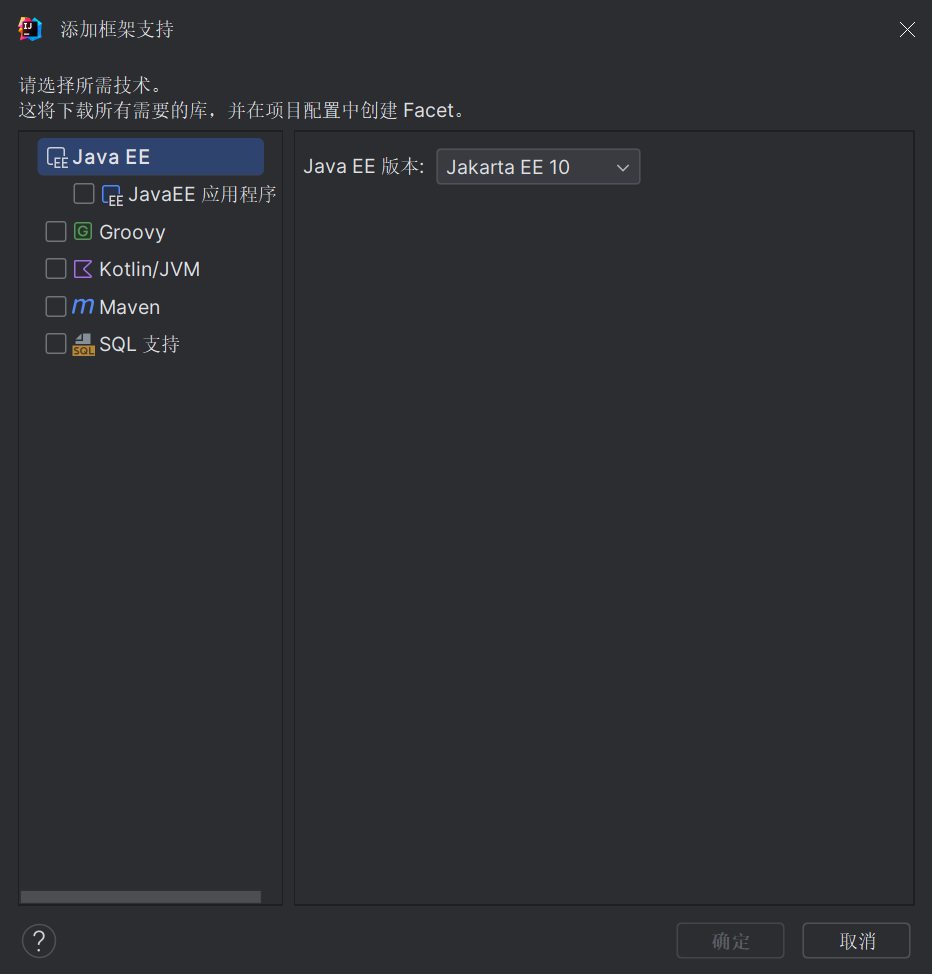 添加框架支持
请选择所需技术。
这将下载所有需要的库，并在项目配置中创建 Facet。
Java EE
JavaEE 应用程序
Groovy
Kotlin/JVM
Maven
SQL 支持
Java EE 版本: Jakarta EE 10
?
确定
取消